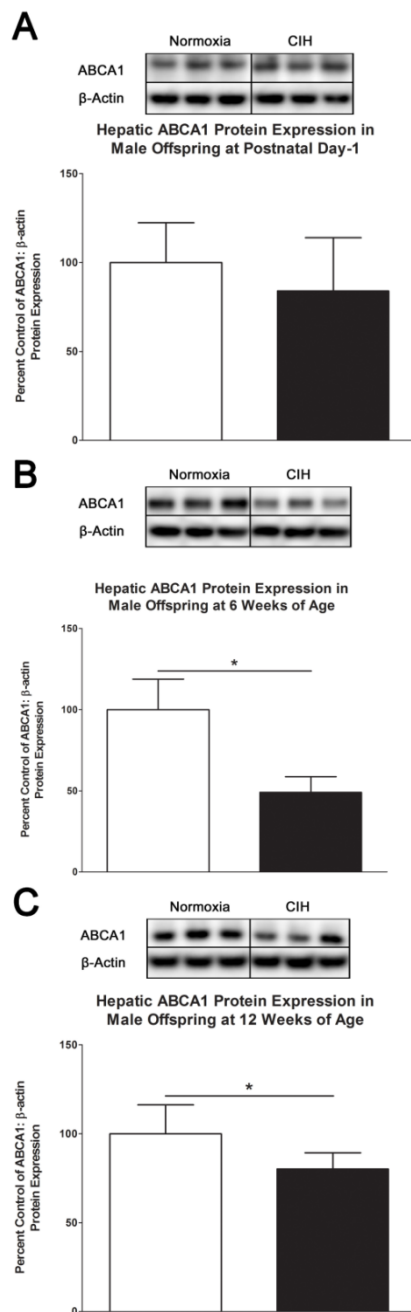 A
Normoxia CIH
ABCA1
β-Actin
Hepatic ABCA1 Protein Expression in
Male Offspring at Postnatal Day-1
Percent Control of ABCA1: β-actin
Protein Expression
150
100
50
0
B
Normoxia CIH
ABCA1
β-Actin
Hepatic ABCA1 Protein Expression in
Male Offspring at 6 Weeks of Age
Percent Control of ABCA1: β-actin
Protein Expression
150
100
50
0
*
C
Normoxia CIH
ABCA1
β-Actin
Hepatic ABCA1 Protein Expression in
Male Offspring at 12 Weeks of Age
Percent Control of ABCA1: β-actin
Protein Expression
150
100
50
0
*